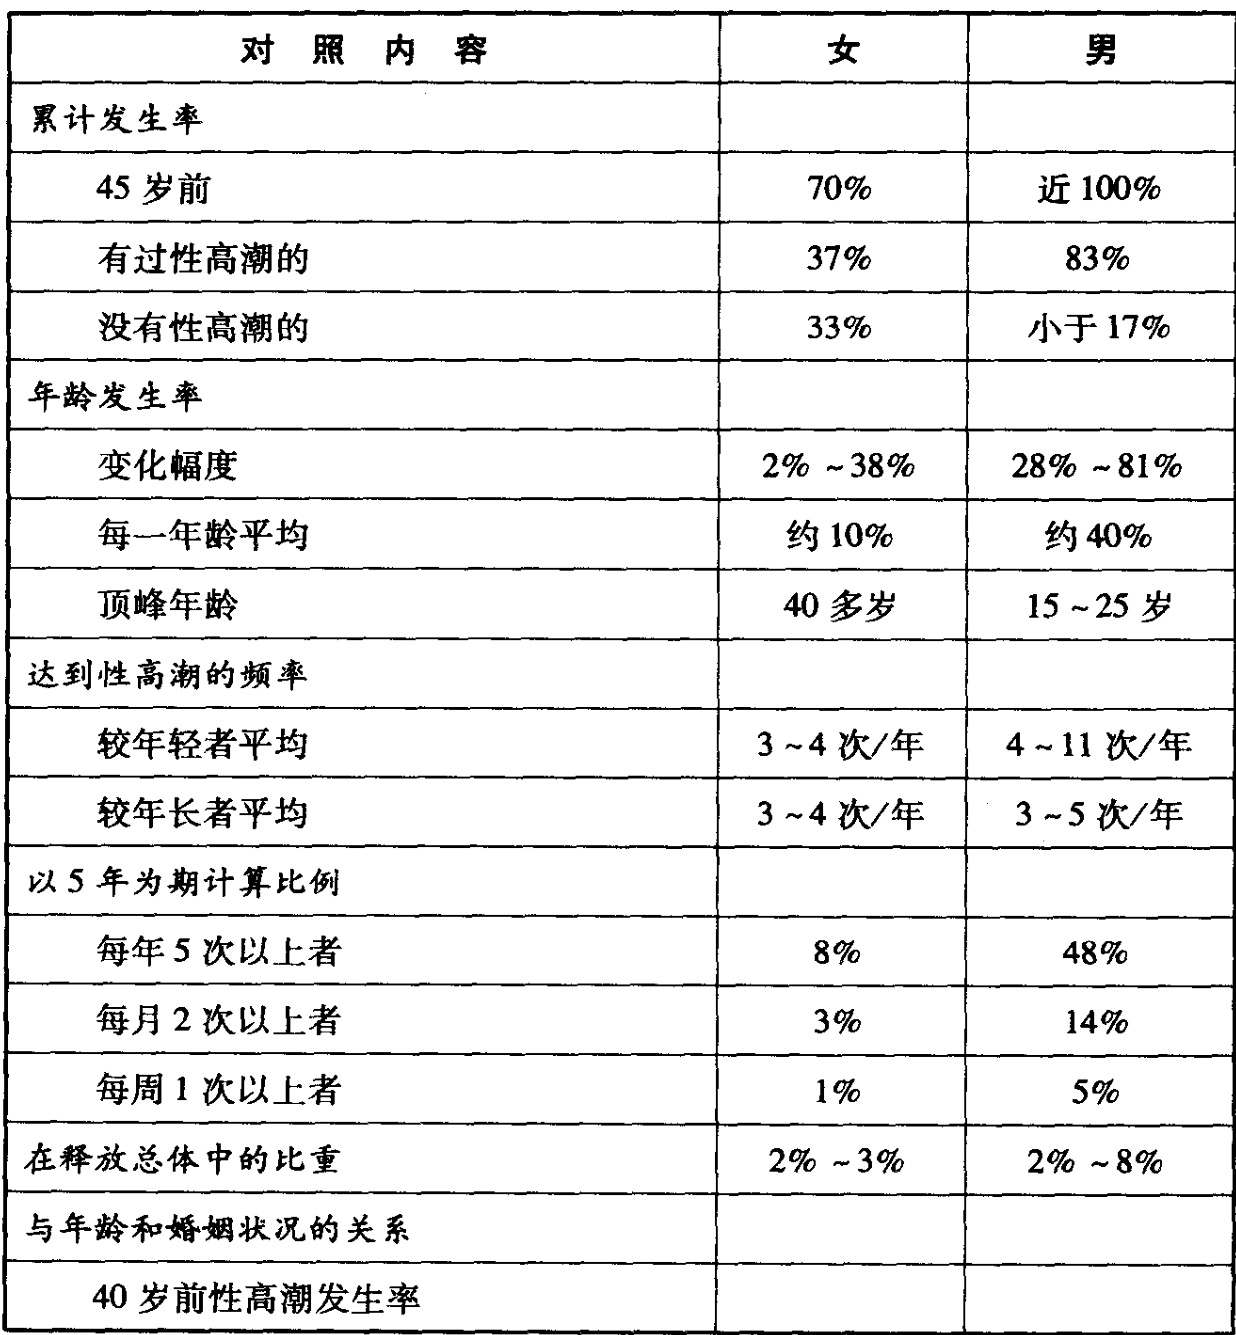 对照内容 女 男
累计发生率
45 岁前 70% 近 100%
有过性高潮的 37% 83%
没有性高潮的 33% 小于 17%
年龄发生率
变化幅度 2% ~38% 28% ~81%
每一年龄平均 约 10% 约 40%
顶峰年龄 40 多岁 15 ~25 岁
达到性高潮的频率
较年轻者平均 3 ~4 次/年 4 ~11 次/年
较年长者平均 3 ~4 次/年 3 ~5 次/年
以 5 年为期计算比例
每年 5 次以上者 8% 48%
每月 2 次以上者 3% 14%
每周 1 次以上者 1% 5%
在释放总体中的比重 2% ~3% 2% ~8%
与年龄和婚姻状况的关系
40 岁前性高潮发生率